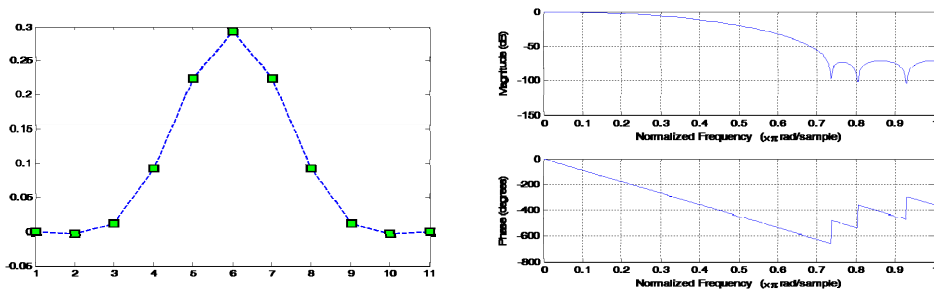 0.3
0.25
0.2
0.15
0.1
0.05
0
-0.05
1 2 3 4 5 6 7 8 9 10 11
Magnitude (dB)
0
-50
-100
-150
0 0.1 0.2 0.3 0.4 0.5 0.6 0.7 0.8 0.9 1
Normalized Frequency (×π rad/sample)
Phase (degrees)
0
-200
-400
-600
-800
0 0.1 0.2 0.3 0.4 0.5 0.6 0.7 0.8 0.9 1
Normalized Frequency (×π rad/sample)